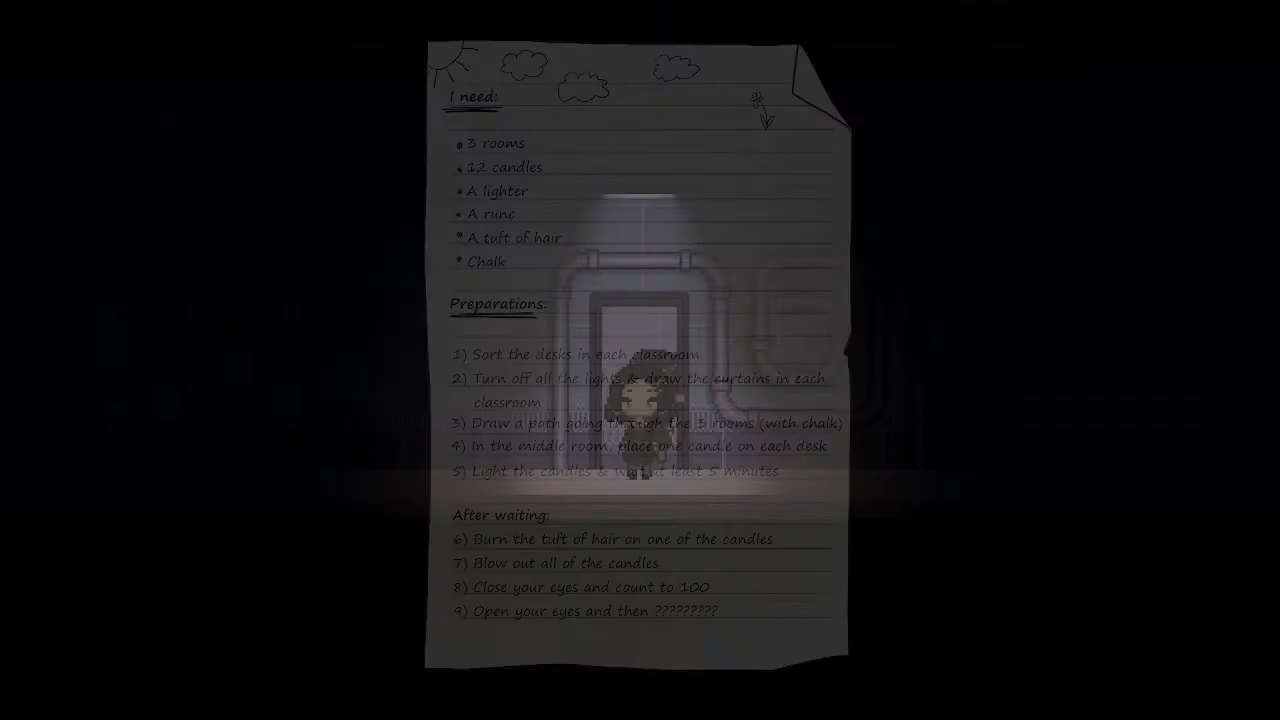 I need:
• 3 rooms
• 12 candles
• A lighter
• A rune
• A tuft of hair
• Chalk
Preparations:
1) Sort the desks in each classroom
2) Turn off all the lights & draw the curtains in each
classroom
3) Draw a path going through the 3 rooms (with chalk)
4) In the middle room, place one candle on each desk
5) Light the candles & wait at least 5 minutes
After waiting:
6) Burn the tuft of hair on one of the candles
7) Blow out all of the candles
8) Close your eyes and count to 100
9) Open your eyes and then ?????????